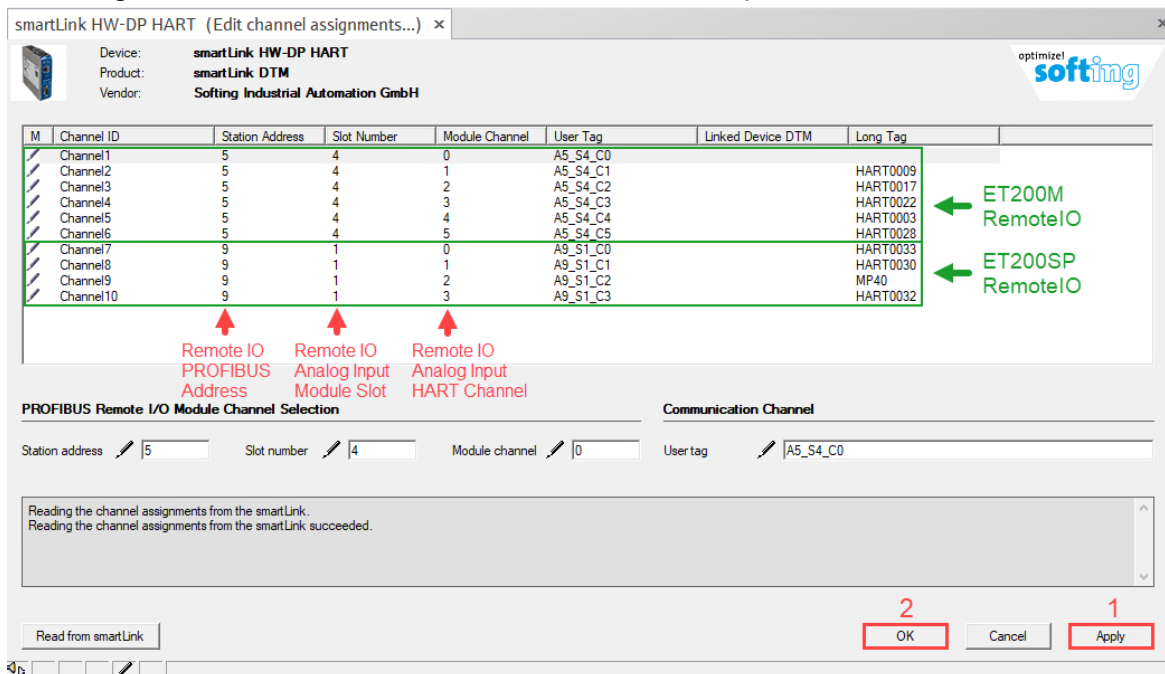 smartLink HW-DP HART (Edit channel assignments...) ×
Device: smartLink HW-DP HART
Product: smartLink DTM
Vendor: Softing Industrial Automation GmbH
optimize!
softing
M Channel ID Station Address Slot Number Module Channel User Tag Linked Device DTM Long Tag
Channel1 5 4 0 A5_S4_C0
Channel2 5 4 1 A5_S4_C1 HART0009
Channel3 5 4 2 A5_S4_C2 HART0017
Channel4 5 4 3 A5_S4_C3 HART0022
Channel5 5 4 4 A5_S4_C4 HART0003
Channel6 5 4 5 A5_S4_C5 HART0028
Channel7 9 1 0 A9_S1_C0 HART0033
Channel8 9 1 1 A9_S1_C1 HART0030
Channel9 9 1 2 A9_S1_C2 MP40
Channel10 9 1 3 A9_S1_C3 HART0032
ET200M
RemoteIO
ET200SP
RemoteIO
Remote IO
PROFIBUS
Address
Remote IO
Analog Input
Module Slot
Remote IO
Analog Input
HART Channel
PROFIBUS Remote I/O Module Channel Selection
Communication Channel
Station address 5 Slot number 4 Module channel 0 User tag A5_S4_C0
Reading the channel assignments from the smartLink.
Reading the channel assignments from the smartLink succeeded.
2 1
Read from smartLink OK Cancel Apply